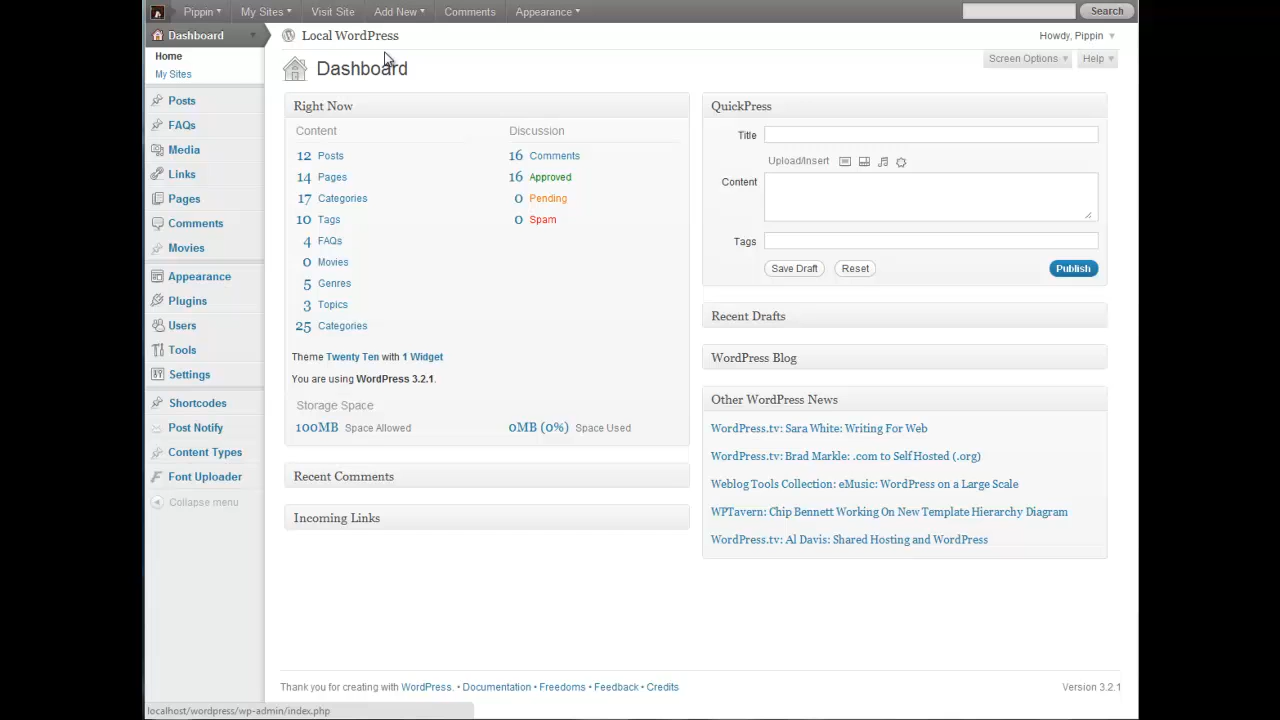 Pippin My Sites Visit Site Add New Comments Appearance Search
Dashboard
Home
My Sites
Posts
FAQs
Media
Links
Pages
Comments
Movies
Appearance
Plugins
Users
Tools
Settings
Shortcodes
Post Notify
Content Types
Font Uploader
Collapse menu
Local WordPress
Howdy, Pippin
Dashboard
Screen Options Help
Right Now
Content Discussion
12 Posts 16 Comments
14 Pages 16 Approved
17 Categories 0 Pending
10 Tags 0 Spam
4 FAQs
0 Movies
5 Genres
3 Topics
25 Categories
Theme Twenty Ten with 1 Widget
You are using WordPress 3.2.1.
Storage Space
100MB Space Allowed 0MB (0%) Space Used
Recent Comments
Incoming Links
QuickPress
Title
Upload/Insert
Content
Tags
Save Draft Reset Publish
Recent Drafts
WordPress Blog
Other WordPress News
WordPress.tv: Sara White: Writing For Web
WordPress.tv: Brad Markle: .com to Self Hosted (.org)
Weblog Tools Collection: eMusic: WordPress on a Large Scale
WPTavern: Chip Bennett Working On New Template Hierarchy Diagram
WordPress.tv: Al Davis: Shared Hosting and WordPress
Thank you for creating with WordPress. • Documentation • Freedoms • Feedback • Credits
Version 3.2.1
localhost/wordpress/wp-admin/index.php